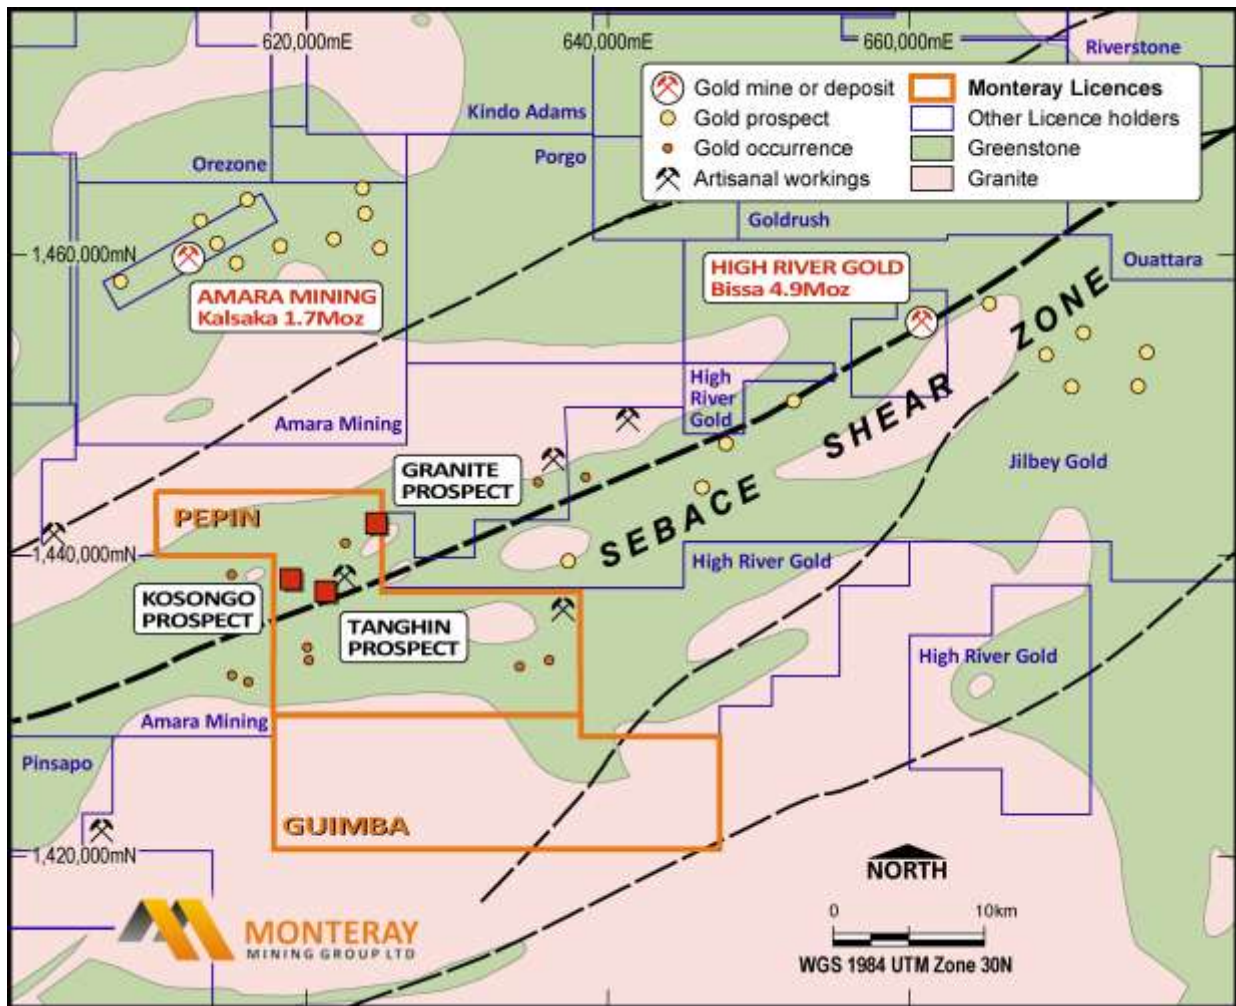 620,000mE
640,000mE
660,000mE
Riverstone
Kindo Adams
Orezone
Porgo
Gold mine or deposit
Gold prospect
Gold occurrence
Artisanal workings
Monteray Licences
Other Licence holders
Greenstone
Granite
Goldrush
Ouattara
1,460,000mN
AMARA MINING
Kalsaka 1.7Moz
HIGH RIVER GOLD
Bissa 4.9Moz
High
River
Gold
Amara Mining
SEBACE SHEAR ZONE
Jilbey Gold
GRANITE
PROSPECT
PEPIN
1,440,000mN
High River Gold
KOSONGO
PROSPECT
TANGHIN
PROSPECT
High River Gold
Amara Mining
Pinsapo
GUIMBA
1,420,000mN
NORTH
0 10km
WGS 1984 UTM Zone 30N
MONTERAY
MINING GROUP LTD